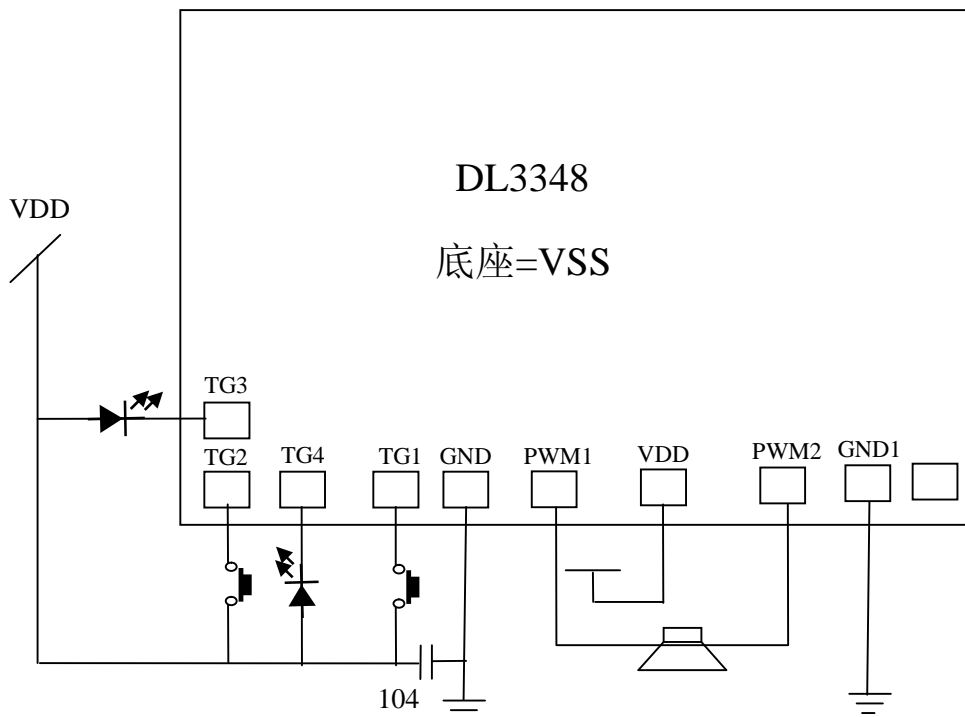 DL3348
VDD
底座=VSS
TG3
TG2 TG4 TG1 GND PWM1 VDD PWM2 GND1
104